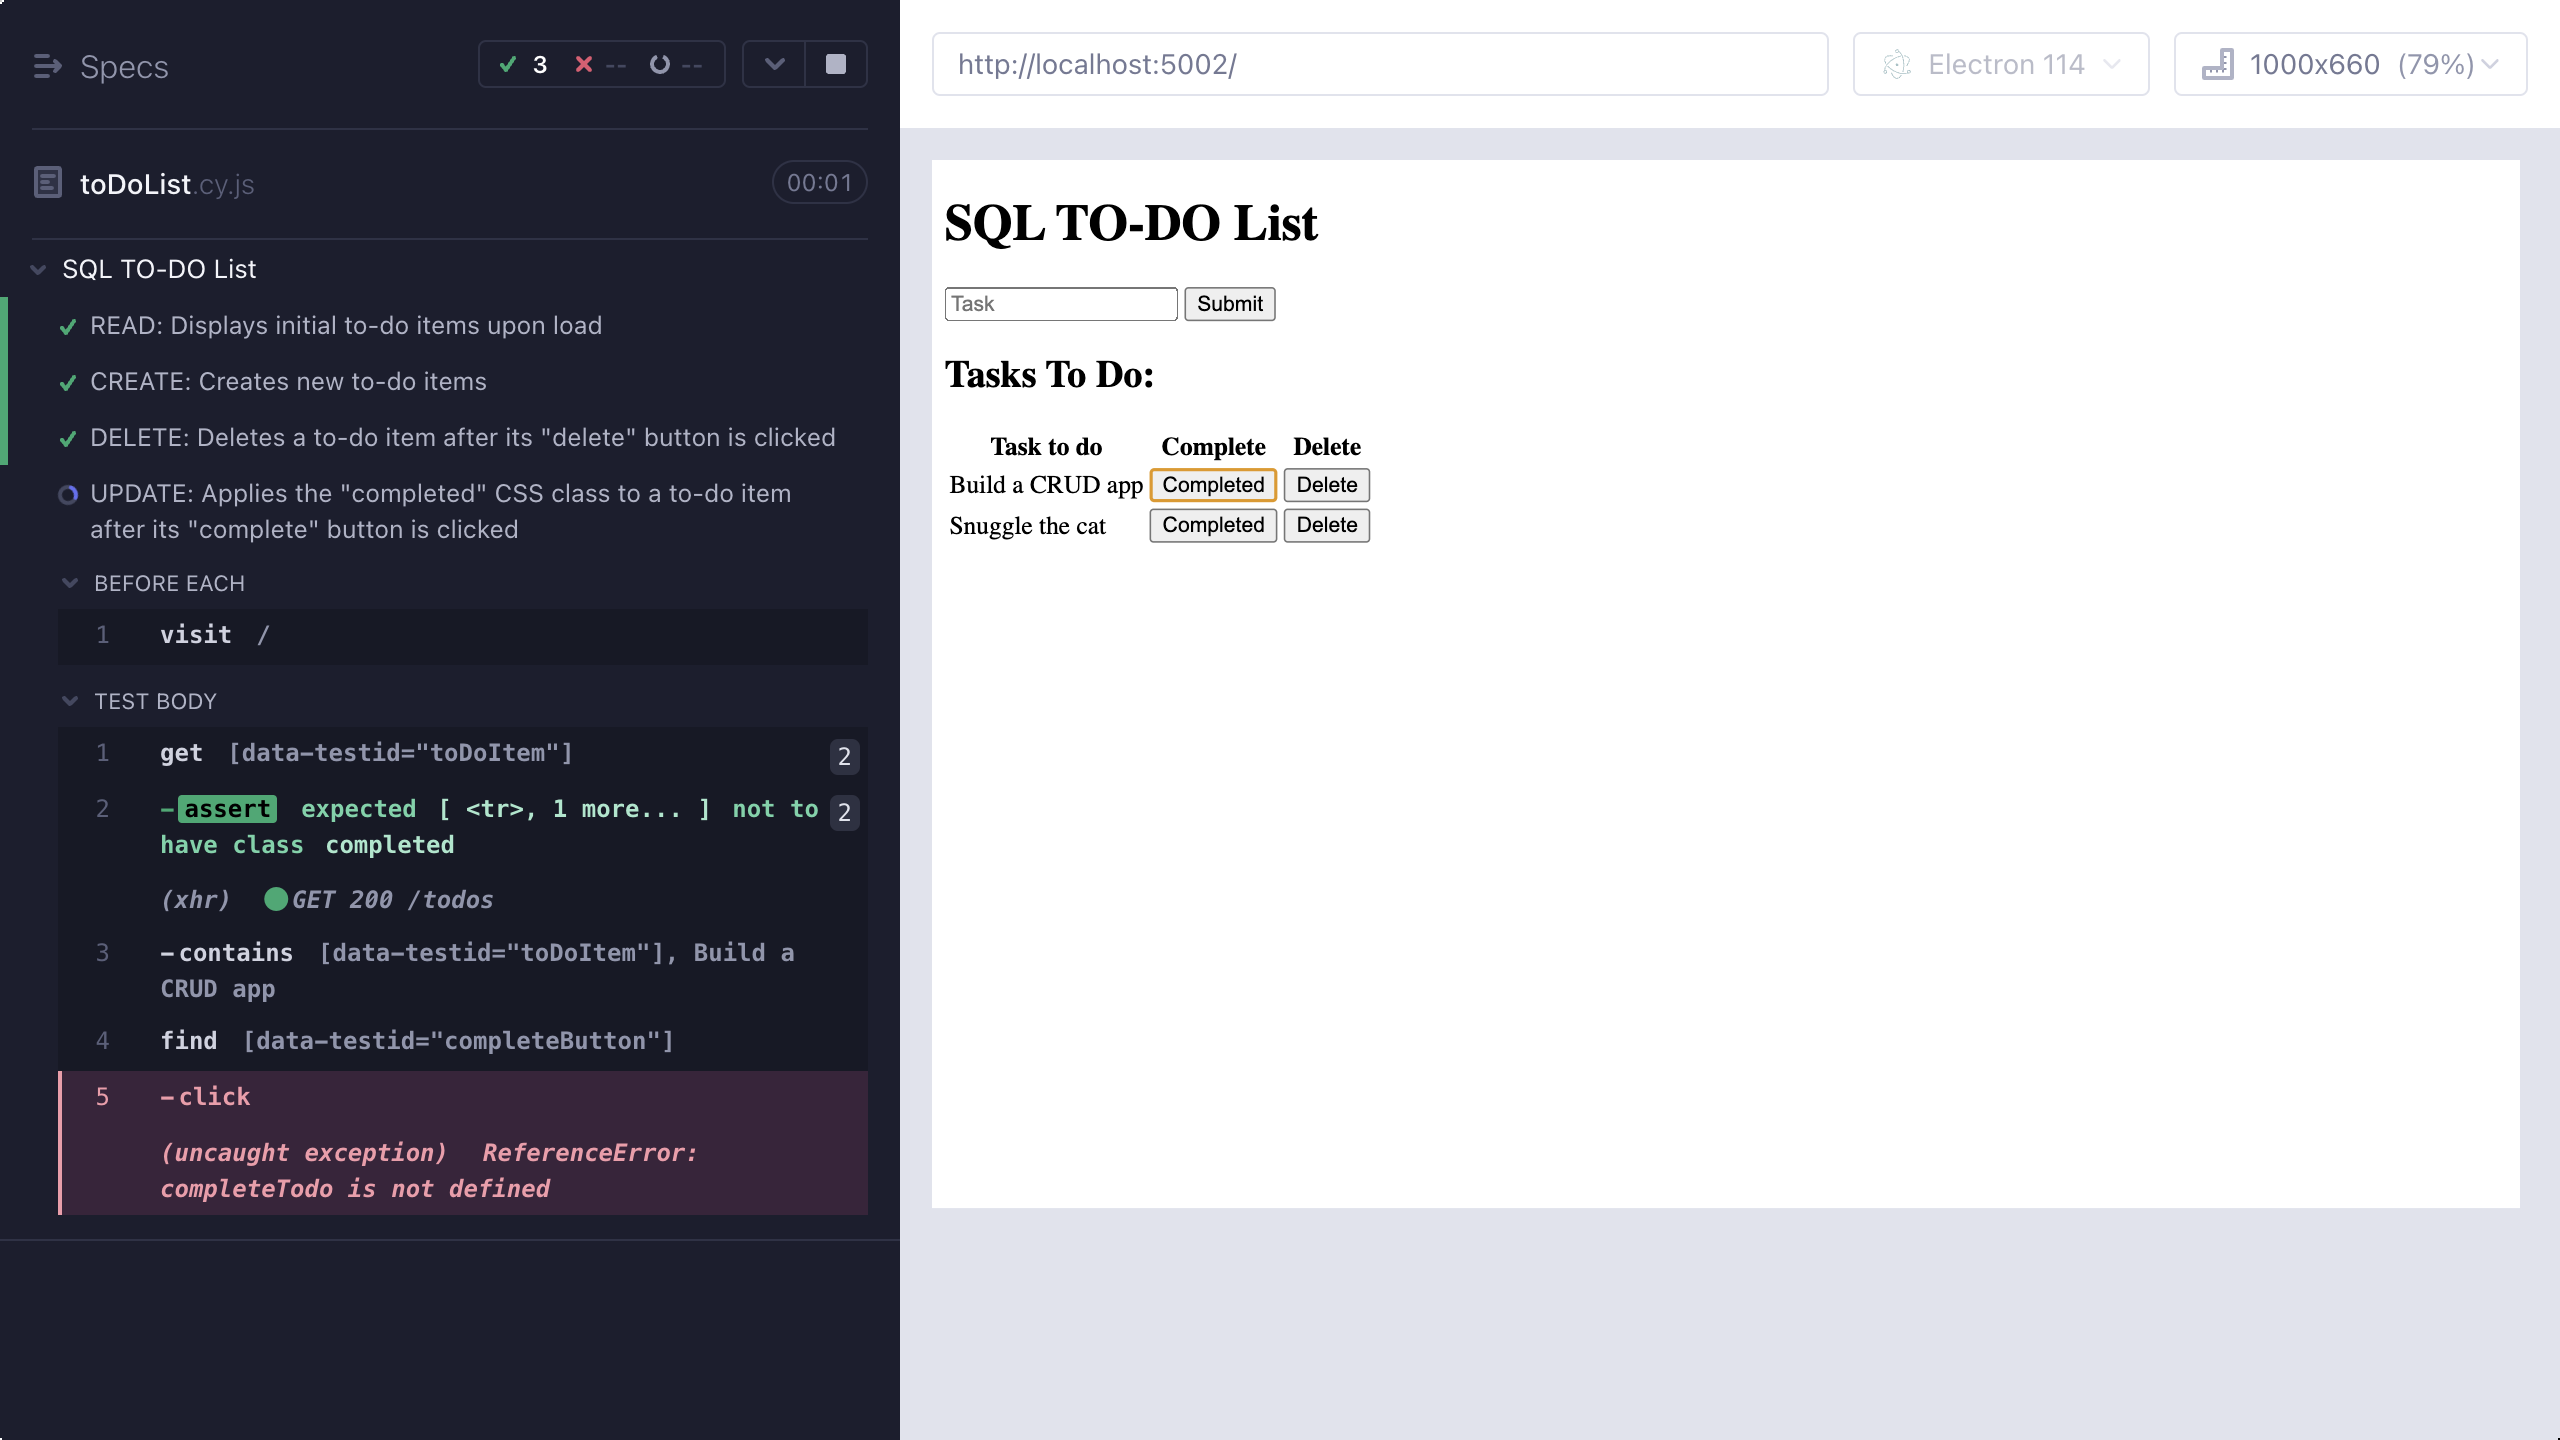 Specs
3 -- --
toDoList.cy.js
00:01
SQL TO-DO List
READ: Displays initial to-do items upon load
CREATE: Creates new to-do items
DELETE: Deletes a to-do item after its "delete" button is clicked
UPDATE: Applies the "completed" CSS class to a to-do item
after its "complete" button is clicked
BEFORE EACH
1 visit /
TEST BODY
1 get [data-testid="toDoItem"] 2
2 -assert expected [ <tr>, 1 more... ] not to 2
have class completed
(xhr) GET 200 /todos
3 -contains [data-testid="toDoItem"], Build a
CRUD app
4 find [data-testid="completeButton"]
5 -click
(uncaught exception) ReferenceError:
completeTodo is not defined
http://localhost:5002/
Electron 114
1000x660 (79%)
SQL TO-DO List
Task Submit
Tasks To Do:
Task to do Complete Delete
Build a CRUD app Completed Delete
Snuggle the cat Completed Delete